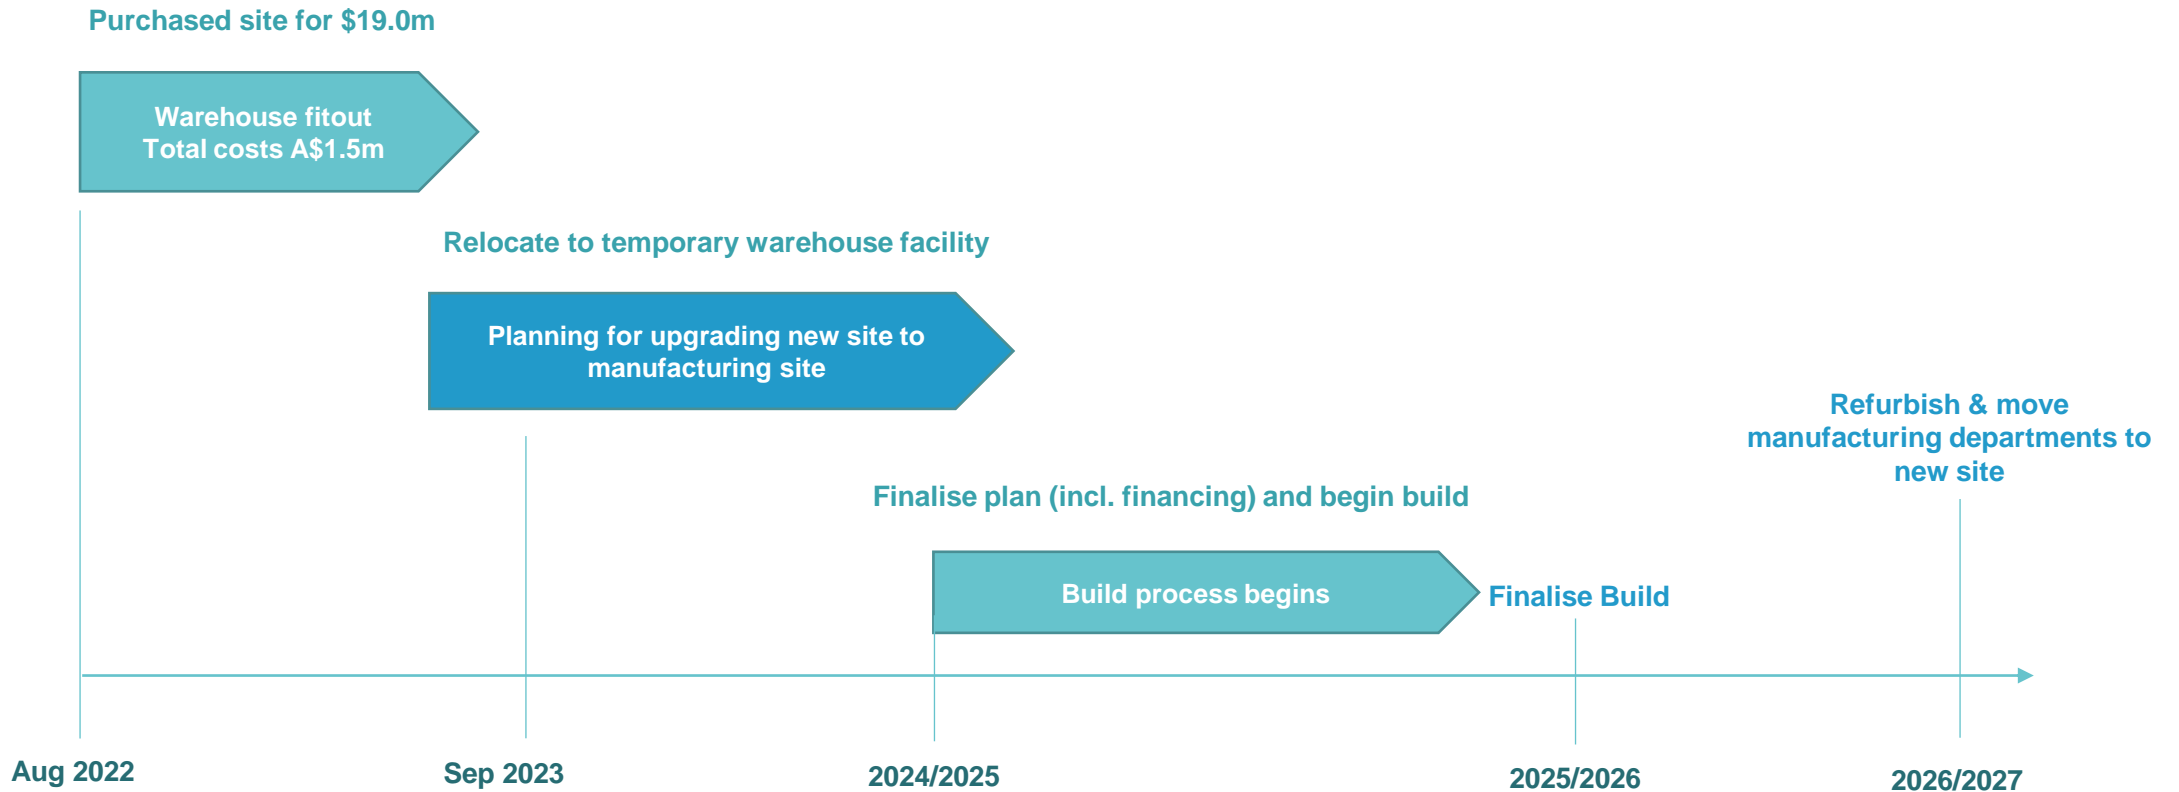 Purchased site for $19.0m
Warehouse fitout
Total costs A$1.5m
Relocate to temporary warehouse facility
Planning for upgrading new site to
manufacturing site
Refurbish & move
manufacturing departments to
new site
Finalise plan (incl. financing) and begin build
Build process begins
Finalise Build
Aug 2022
Sep 2023
2024/2025
2025/2026
2026/2027